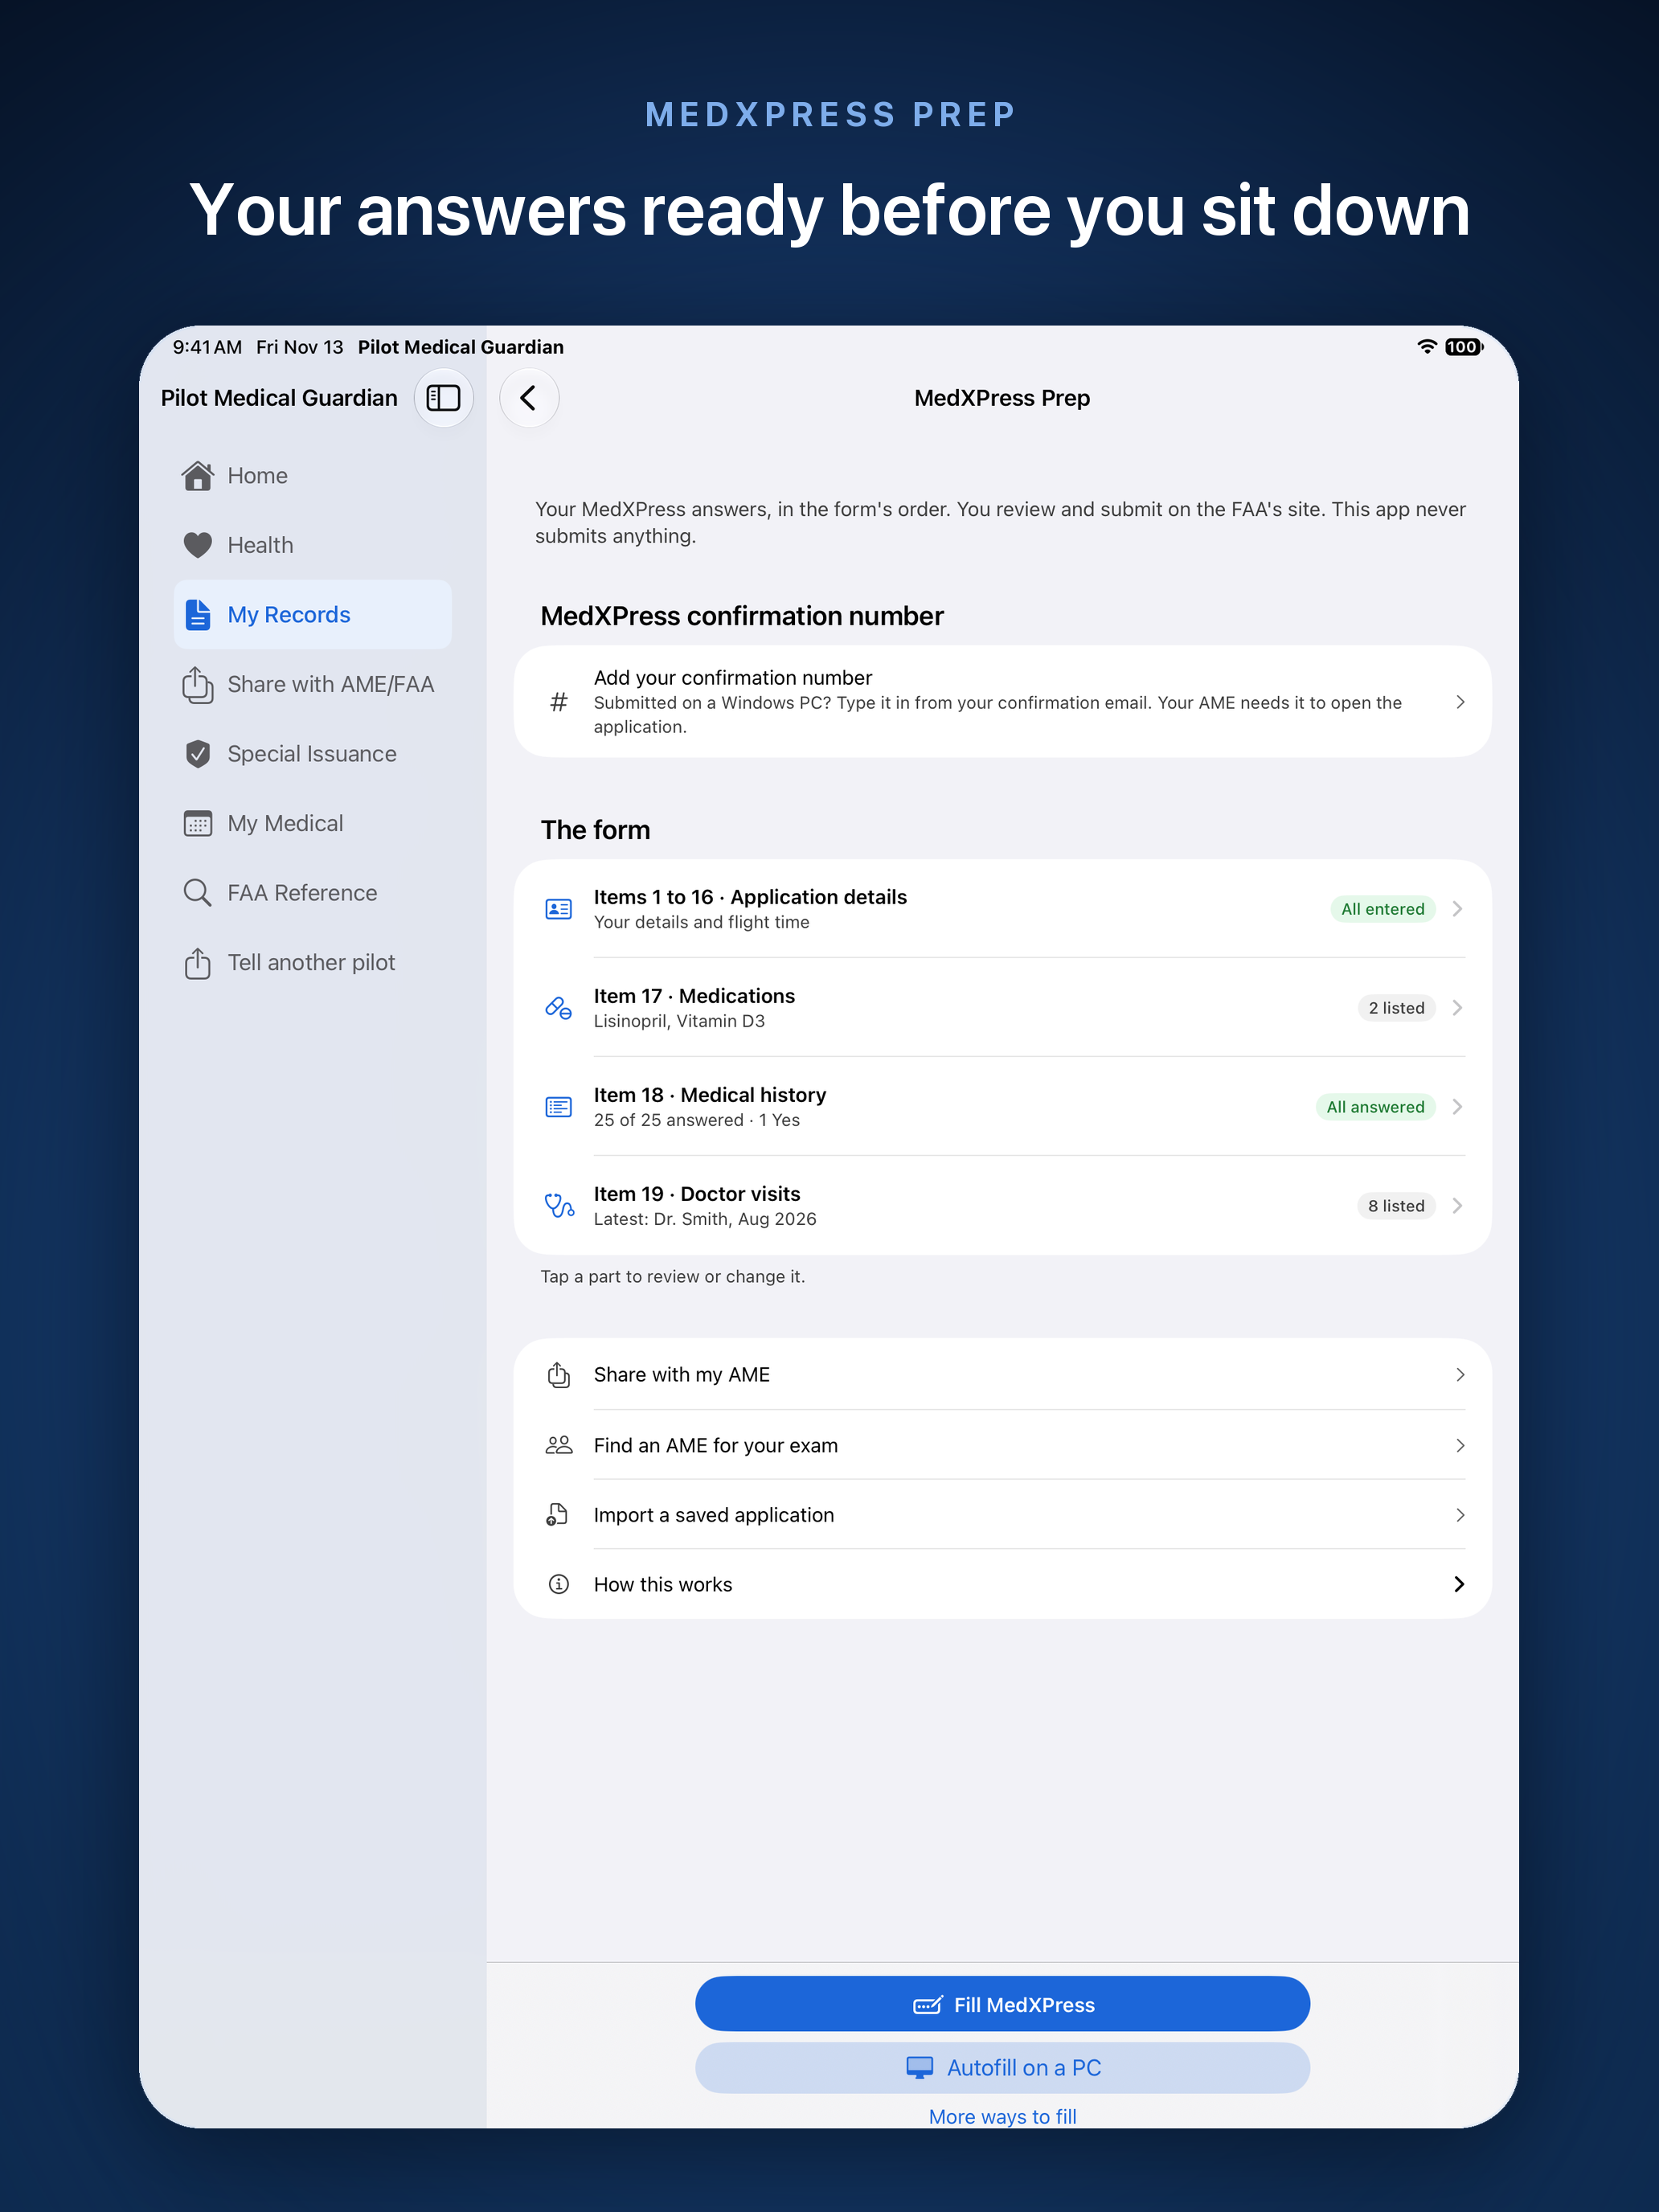 MEDXPRESS PREP
Your answers ready before you sit down
9:41 AM Fri Nov 13 Pilot Medical Guardian
100
Pilot Medical Guardian
MedXPress Prep
Home
Health
My Records
Share with AME/FAA
Special Issuance
My Medical
FAA Reference
Tell another pilot
Your MedXPress answers, in the form's order. You review and submit on the FAA's site. This app never
submits anything.
MedXPress confirmation number
# Add your confirmation number
Submitted on a Windows PC? Type it in from your confirmation email. Your AME needs it to open the
application.
The form
Items 1 to 16 · Application details
Your details and flight time
All entered
Item 17 · Medications
Lisinopril, Vitamin D3
2 listed
Item 18 · Medical history
25 of 25 answered · 1 Yes
All answered
Item 19 · Doctor visits
Latest: Dr. Smith, Aug 2026
8 listed
Tap a part to review or change it.
Share with my AME
Find an AME for your exam
Import a saved application
How this works
Fill MedXPress
Autofill on a PC
More ways to fill